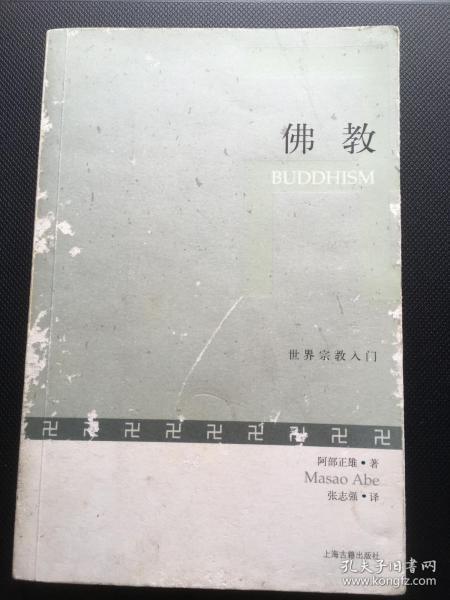 佛教
BUDDHISM
世界宗教入门
卍 卍 卍 卍 卍 卍 卍 卍 卍
阿部正雄·著
Masao Abe
张志强·译
上海古籍出版社
孔夫子旧书网
www.kongfz.com